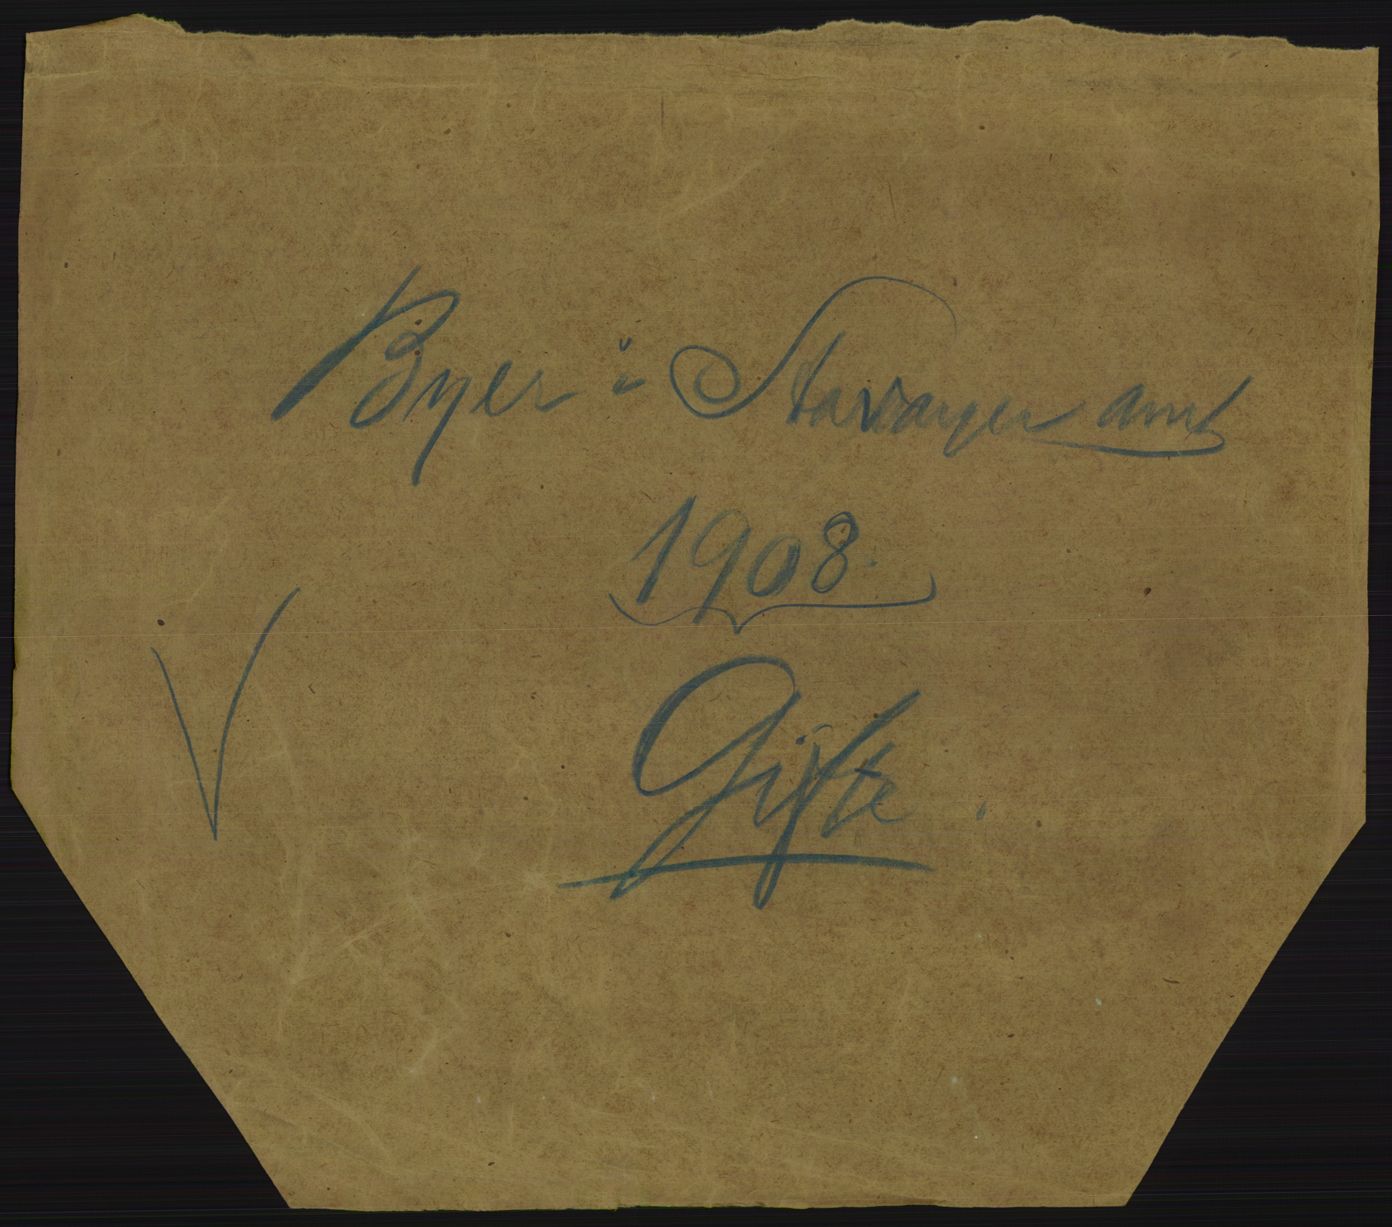 Byer i Stavanger amt
1908.
Gifte.